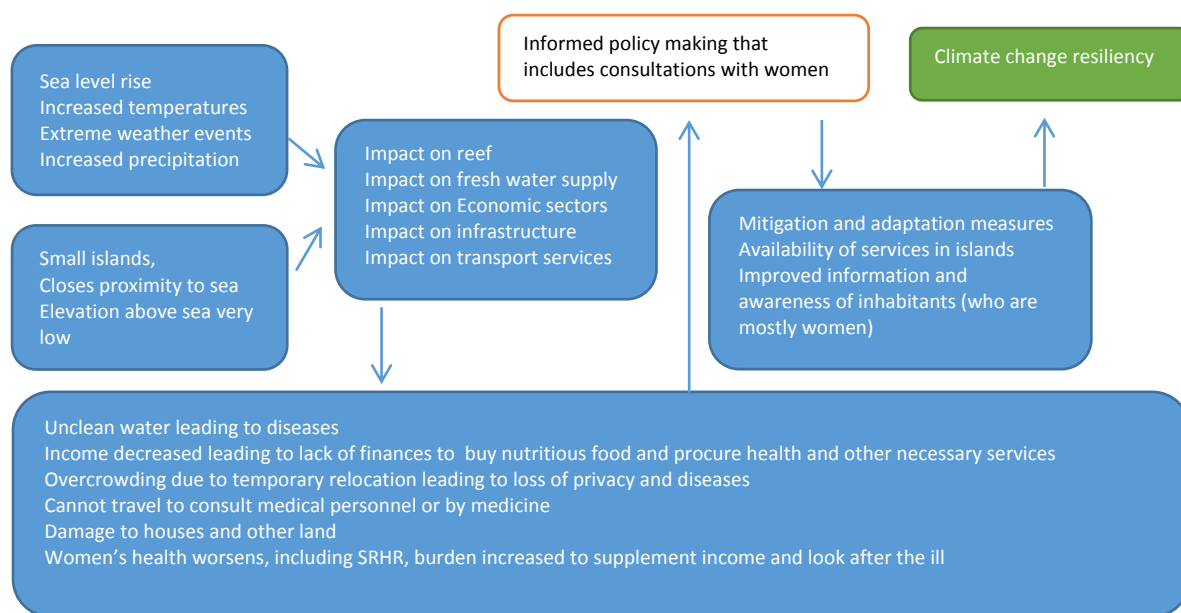 Sea level rise
Increased temperatures
Extreme weather events
Increased precipitation
Small islands,
Closes proximity to sea
Elevation above sea very
low
Impact on reef
Impact on fresh water supply
Impact on Economic sectors
Impact on infrastructure
Impact on transport services
Unclean water leading to diseases
Income decreased leading to lack of finances to  buy nutritious food and procure health and other necessary services
Overcrowding due to temporary relocation leading to loss of privacy and diseases
Cannot travel to consult medical personnel or by medicine
Damage to houses and other land
Women’s health worsens, including SRHR, burden increased to supplement income and look after the ill
Informed policy making that
includes consultations with women
Mitigation and adaptation measures
Availability of services in islands
Improved information and
awareness of inhabitants (who are
mostly women)
Climate change resiliency